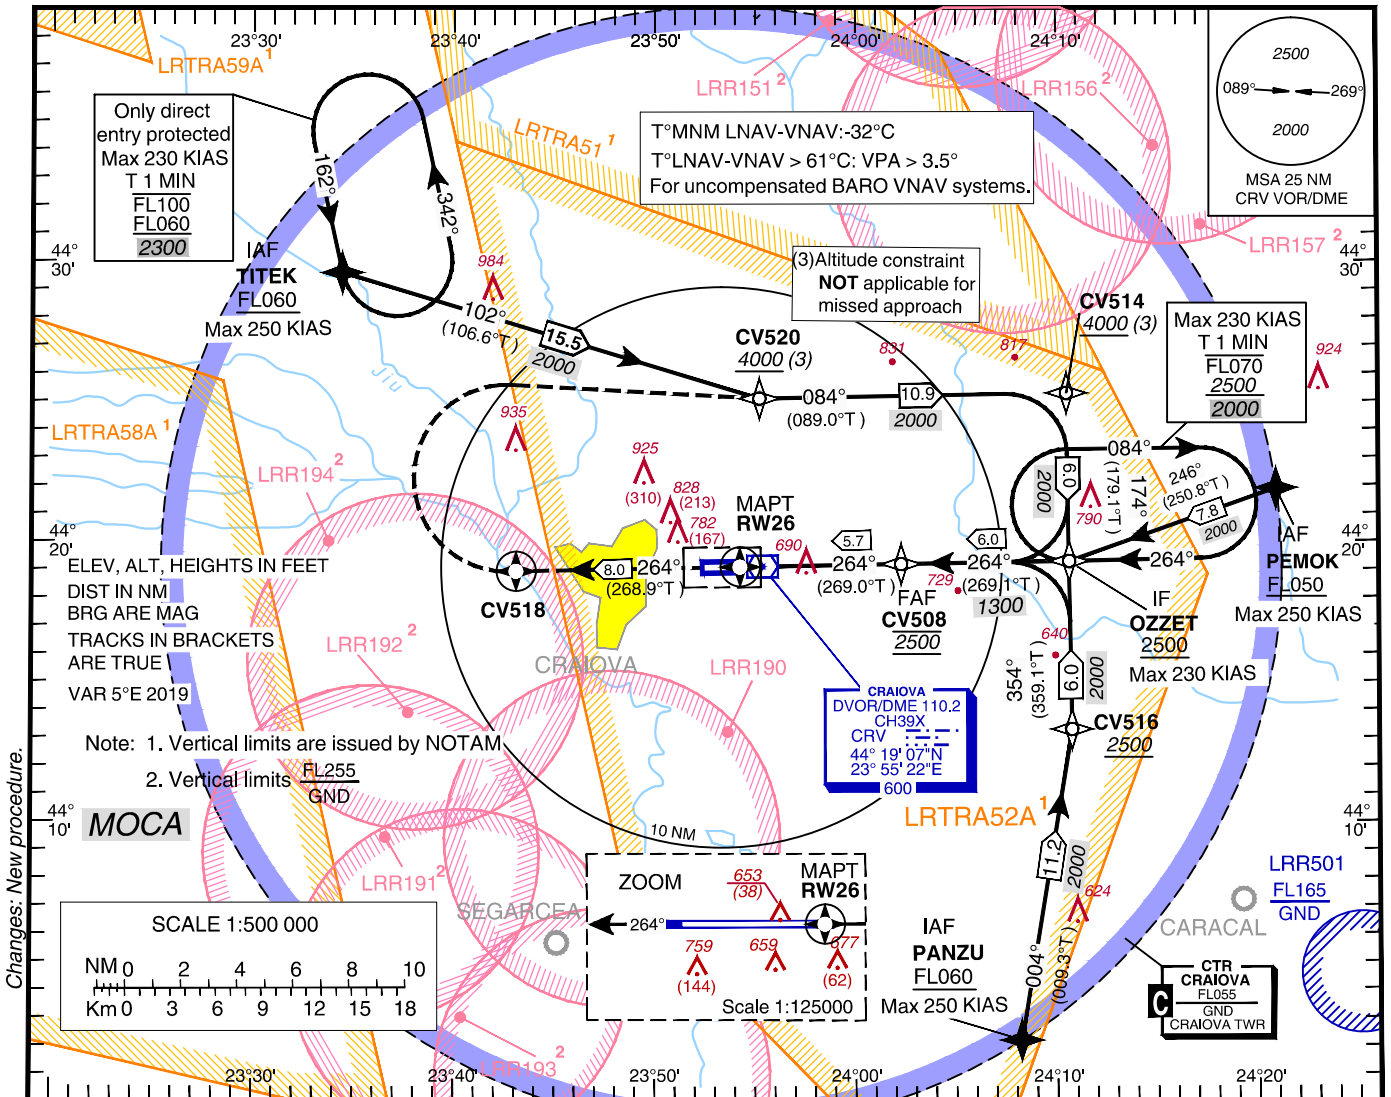 23°30'
23°40'
23°50'
24°00'
24°10'
LRTRA59A 1
LRR151 2
LRR156 2
2500
089°
269°
2000
MSA 25 NM
CRV VOR/DME
Only direct
entry protected
Max 230 KIAS
T 1 MIN
FL100
FL060
2300
162°
342°
LRTRA51 1
T°MNM LNAV-VNAV:-32°C
T°LNAV-VNAV > 61°C: VPA > 3.5°
For uncompensated BARO VNAV systems.
LRR157 2
44°
30'
44°
30'
IAF
TITEK
FL060
Max 250 KIAS
984
102°
(106.6°T)
15.5
2000
(3)Altitude constraint
NOT applicable for
missed approach
CV514
4000 (3)
CV520
4000 (3)
831
817
Max 230 KIAS
T 1 MIN
FL070
2500
2000
924
Jiu
084°
(089.0°T)
10.9
2000
LRTRA58A 1
935
LRR194 2
925
(310)
828
(213)
782
(167)
MAPT
RW26
690
5.7
6.0
6.0
2000
790
(179.1°T)
174°
084°
246°
(250.8°T)
7.8
2000
44°
20'
44°
20'
IAF
PEMOK
FL050
Max 250 KIAS
ELEV, ALT, HEIGHTS IN FEET
DIST IN NM
BRG ARE MAG
TRACKS IN BRACKETS
ARE TRUE
VAR 5°E 2019
CV518
8.0
264°
(268.9°T)
264°
(269.0°T)
264°
(269.1°T)
264°
729
1300
FAF
CV508
2500
IF
OZZET
2500
Max 230 KIAS
CRAIOVA
LRR192 2
LRR190
640
354°
(359.1°T)
6.0
2000
CV516
2500
CRAIOVA
DVOR/DME 110.2
CH39X
CRV
44° 19' 07"N
23° 55' 22"E
600
Note: 1. Vertical limits are issued by NOTAM
2. Vertical limits FL255
GND
MOCA
LRTRA52A 1
44°
10'
44°
10'
10 NM
11.2
2000
624
LRR191 2
SEGARCEA
ZOOM
653
(38)
MAPT
RW26
264°
759
(144)
659
677
(62)
Scale 1:125000
LRR501
FL165
GND
CARACAL
IAF
PANZU
FL060
Max 250 KIAS
004°
(009.3°T)
CTR
CRAIOVA
FL055
GND
CRAIOVA TWR
C
SCALE 1:500 000
NM 0 2 4 6 8 10
Km 0 3 6 9 12 15 18
LRR193 2
23°30'
23°40'
23°50'
24°00'
24°10'
24°20'
Changes: New procedure.